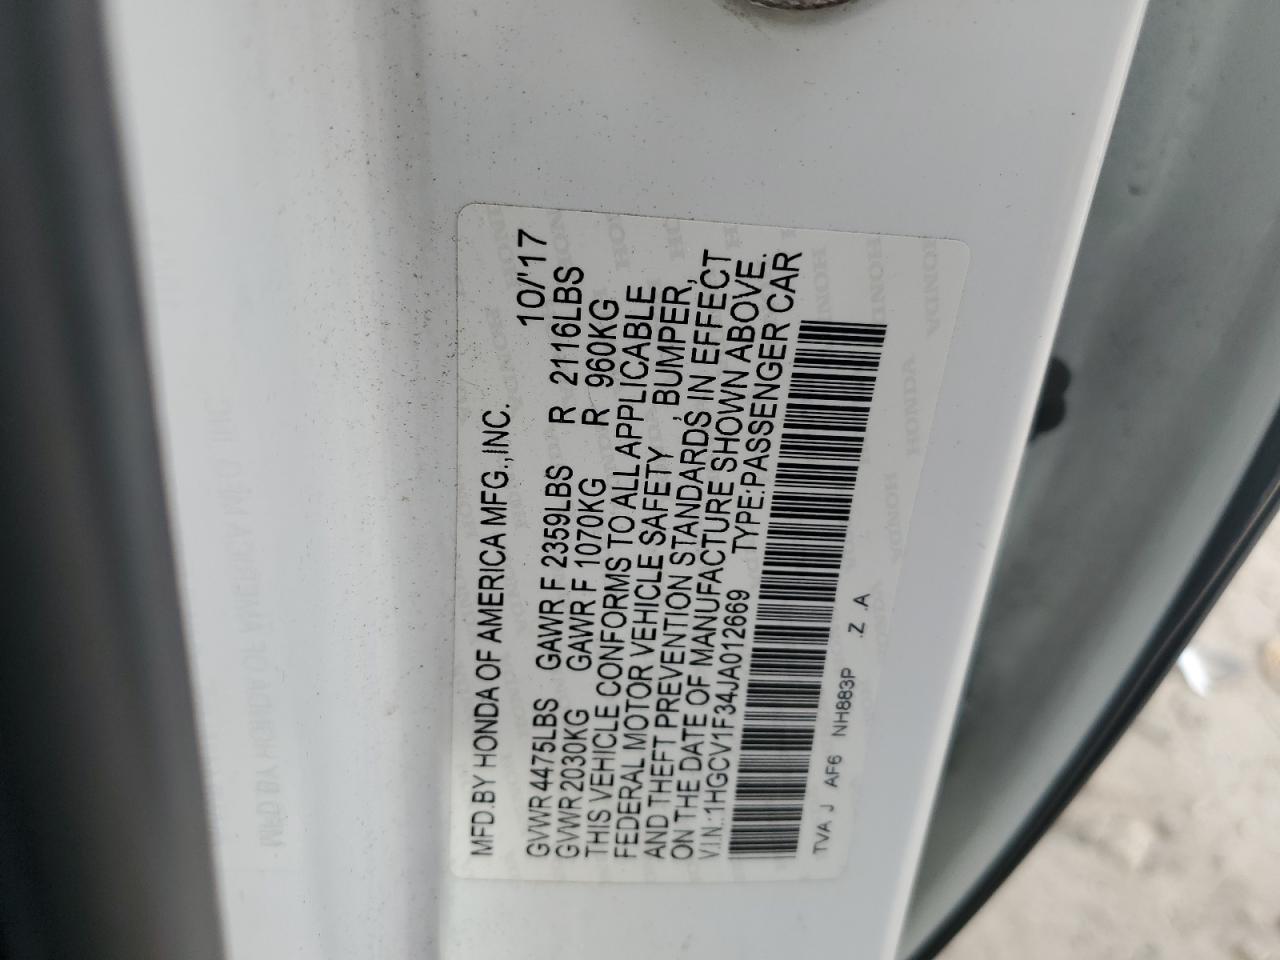 MFD.BY HONDA OF AMERICA MFG.,INC. 10/'17
GVWR 4475LBS GAWR F 2359LBS R 2116LBS
GVWR 2030KG GAWR F 1070KG R 960KG
THIS VEHICLE CONFORMS TO ALL APPLICABLE
FEDERAL MOTOR VEHICLE SAFETY , BUMPER,
AND THEFT PREVENTION STANDARDS IN EFFECT
ON THE DATE OF MANUFACTURE SHOWN ABOVE.
V.I.N.:1HGCV1F34JA012669 TYPE:PASSENGER CAR
TVA J AF6 NH883P .Z .A
HONDA